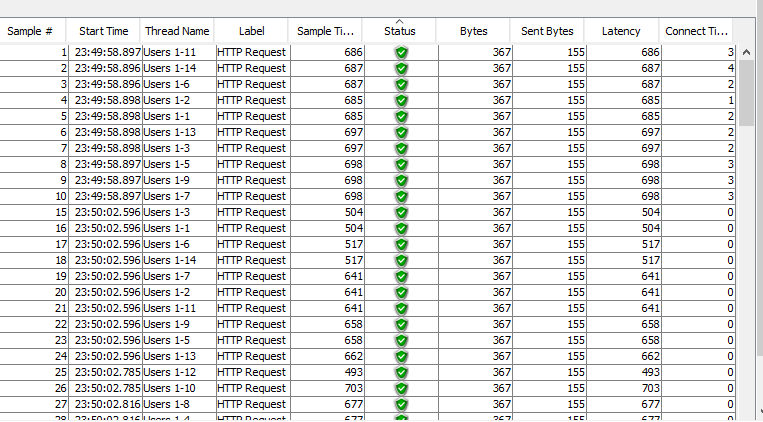 Sample # Start Time Thread Name Label Sample Ti... Status Bytes Sent Bytes Latency Connect Ti...
1 23:49:58.897 Users 1-11 HTTP Request 686 367 155 686 3
2 23:49:58.896 Users 1-14 HTTP Request 687 367 155 687 4
3 23:49:58.896 Users 1-6 HTTP Request 687 367 155 687 2
4 23:49:58.898 Users 1-2 HTTP Request 685 367 155 685 1
5 23:49:58.898 Users 1-1 HTTP Request 685 367 155 685 2
6 23:49:58.898 Users 1-13 HTTP Request 697 367 155 697 2
7 23:49:58.898 Users 1-3 HTTP Request 697 367 155 697 2
8 23:49:58.897 Users 1-5 HTTP Request 698 367 155 698 3
9 23:49:58.897 Users 1-9 HTTP Request 698 367 155 698 3
10 23:49:58.897 Users 1-7 HTTP Request 698 367 155 698 3
15 23:50:02.596 Users 1-3 HTTP Request 504 367 155 504 0
16 23:50:02.596 Users 1-1 HTTP Request 504 367 155 504 0
17 23:50:02.596 Users 1-6 HTTP Request 517 367 155 517 0
18 23:50:02.596 Users 1-14 HTTP Request 517 367 155 517 0
19 23:50:02.596 Users 1-7 HTTP Request 641 367 155 641 0
20 23:50:02.596 Users 1-2 HTTP Request 641 367 155 641 0
21 23:50:02.596 Users 1-11 HTTP Request 641 367 155 641 0
22 23:50:02.596 Users 1-9 HTTP Request 658 367 155 658 0
23 23:50:02.596 Users 1-5 HTTP Request 658 367 155 658 0
24 23:50:02.596 Users 1-13 HTTP Request 662 367 155 662 0
25 23:50:02.785 Users 1-12 HTTP Request 493 367 155 493 0
26 23:50:02.785 Users 1-10 HTTP Request 703 367 155 703 0
27 23:50:02.816 Users 1-8 HTTP Request 677 367 155 677 0
28 23:50:02.816 Users 1-4 HTTP Request 677 367 155 677 0